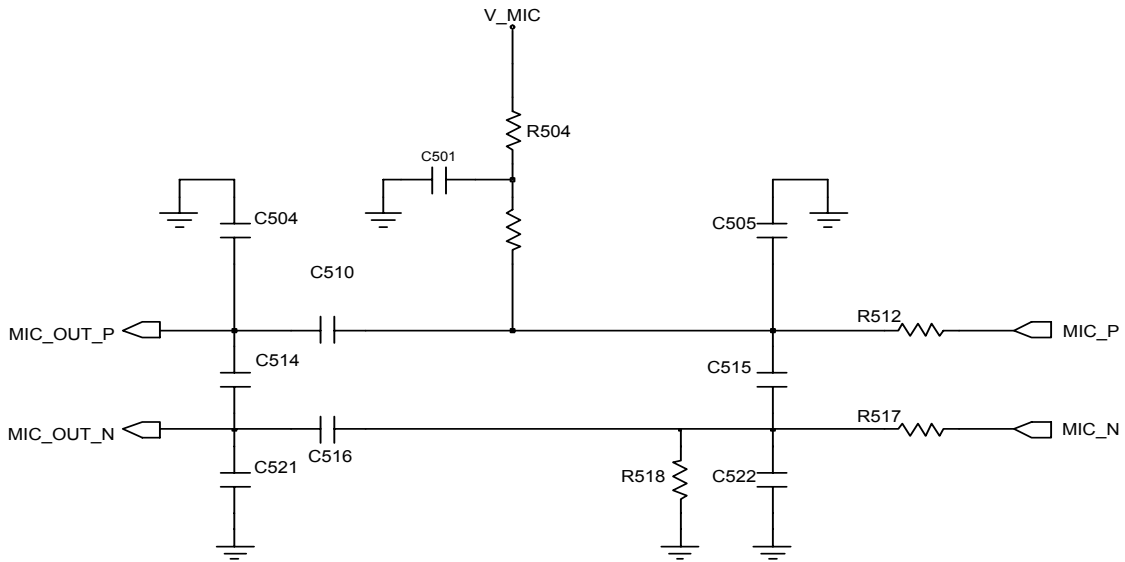 V_MIC
R504
C501
C504
C505
C510
R512
MIC_OUT_P
MIC_P
C514
C515
R517
MIC_OUT_N
MIC_N
C516
C521
R518
C522